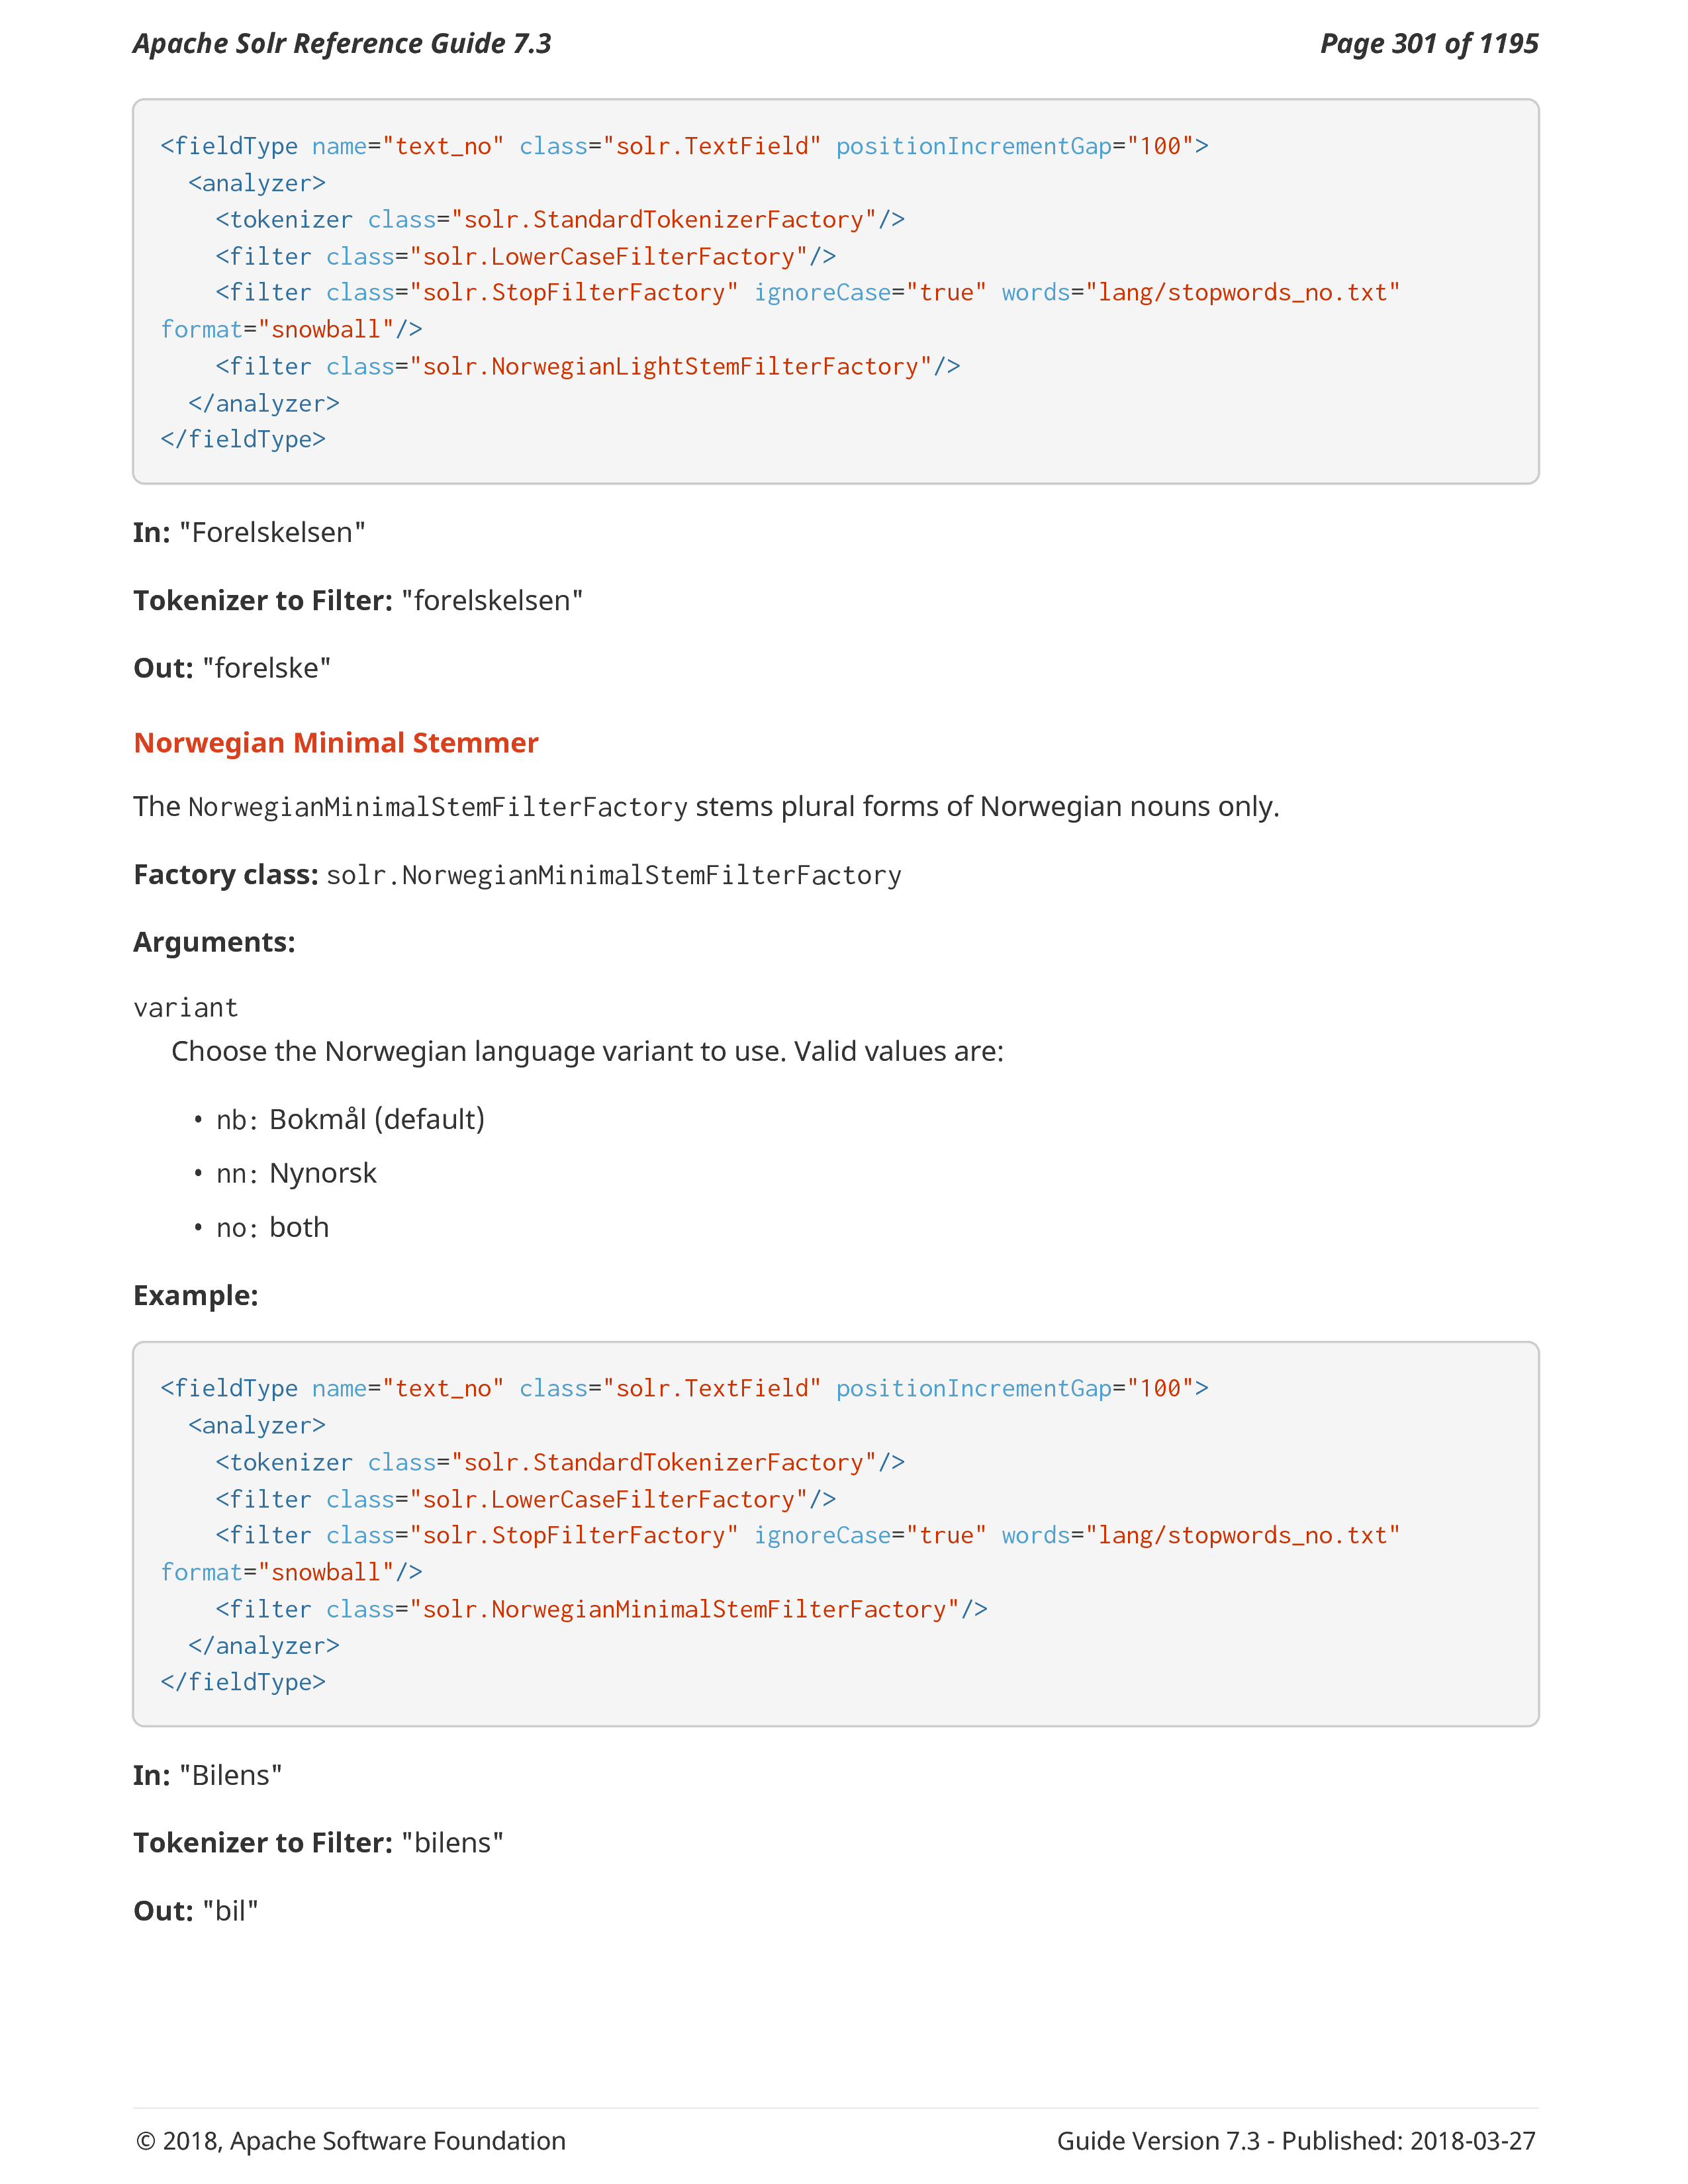 Apache Solr Reference Guide 7.3 Page 301 of 1195
<fieldType name="text_no" class="solr.TextField" positionIncrementGap="100">
  <analyzer>
    <tokenizer class="solr.StandardTokenizerFactory"/>
    <filter class="solr.LowerCaseFilterFactory"/>
    <filter class="solr.StopFilterFactory" ignoreCase="true" words="lang/stopwords_no.txt"
format="snowball"/>
    <filter class="solr.NorwegianLightStemFilterFactory"/>
  </analyzer>
</fieldType>
In: "Forelskelsen"
Tokenizer to Filter: "forelskelsen"
Out: "forelske"
Norwegian Minimal Stemmer
The NorwegianMinimalStemFilterFactory stems plural forms of Norwegian nouns only.
Factory class: solr.NorwegianMinimalStemFilterFactory
Arguments:
variant
Choose the Norwegian language variant to use. Valid values are:
• nb: Bokmål (default)
• nn: Nynorsk
• no: both
Example:
<fieldType name="text_no" class="solr.TextField" positionIncrementGap="100">
  <analyzer>
    <tokenizer class="solr.StandardTokenizerFactory"/>
    <filter class="solr.LowerCaseFilterFactory"/>
    <filter class="solr.StopFilterFactory" ignoreCase="true" words="lang/stopwords_no.txt"
format="snowball"/>
    <filter class="solr.NorwegianMinimalStemFilterFactory"/>
  </analyzer>
</fieldType>
In: "Bilens"
Tokenizer to Filter: "bilens"
Out: "bil"
© 2018, Apache Software Foundation Guide Version 7.3 - Published: 2018-03-27